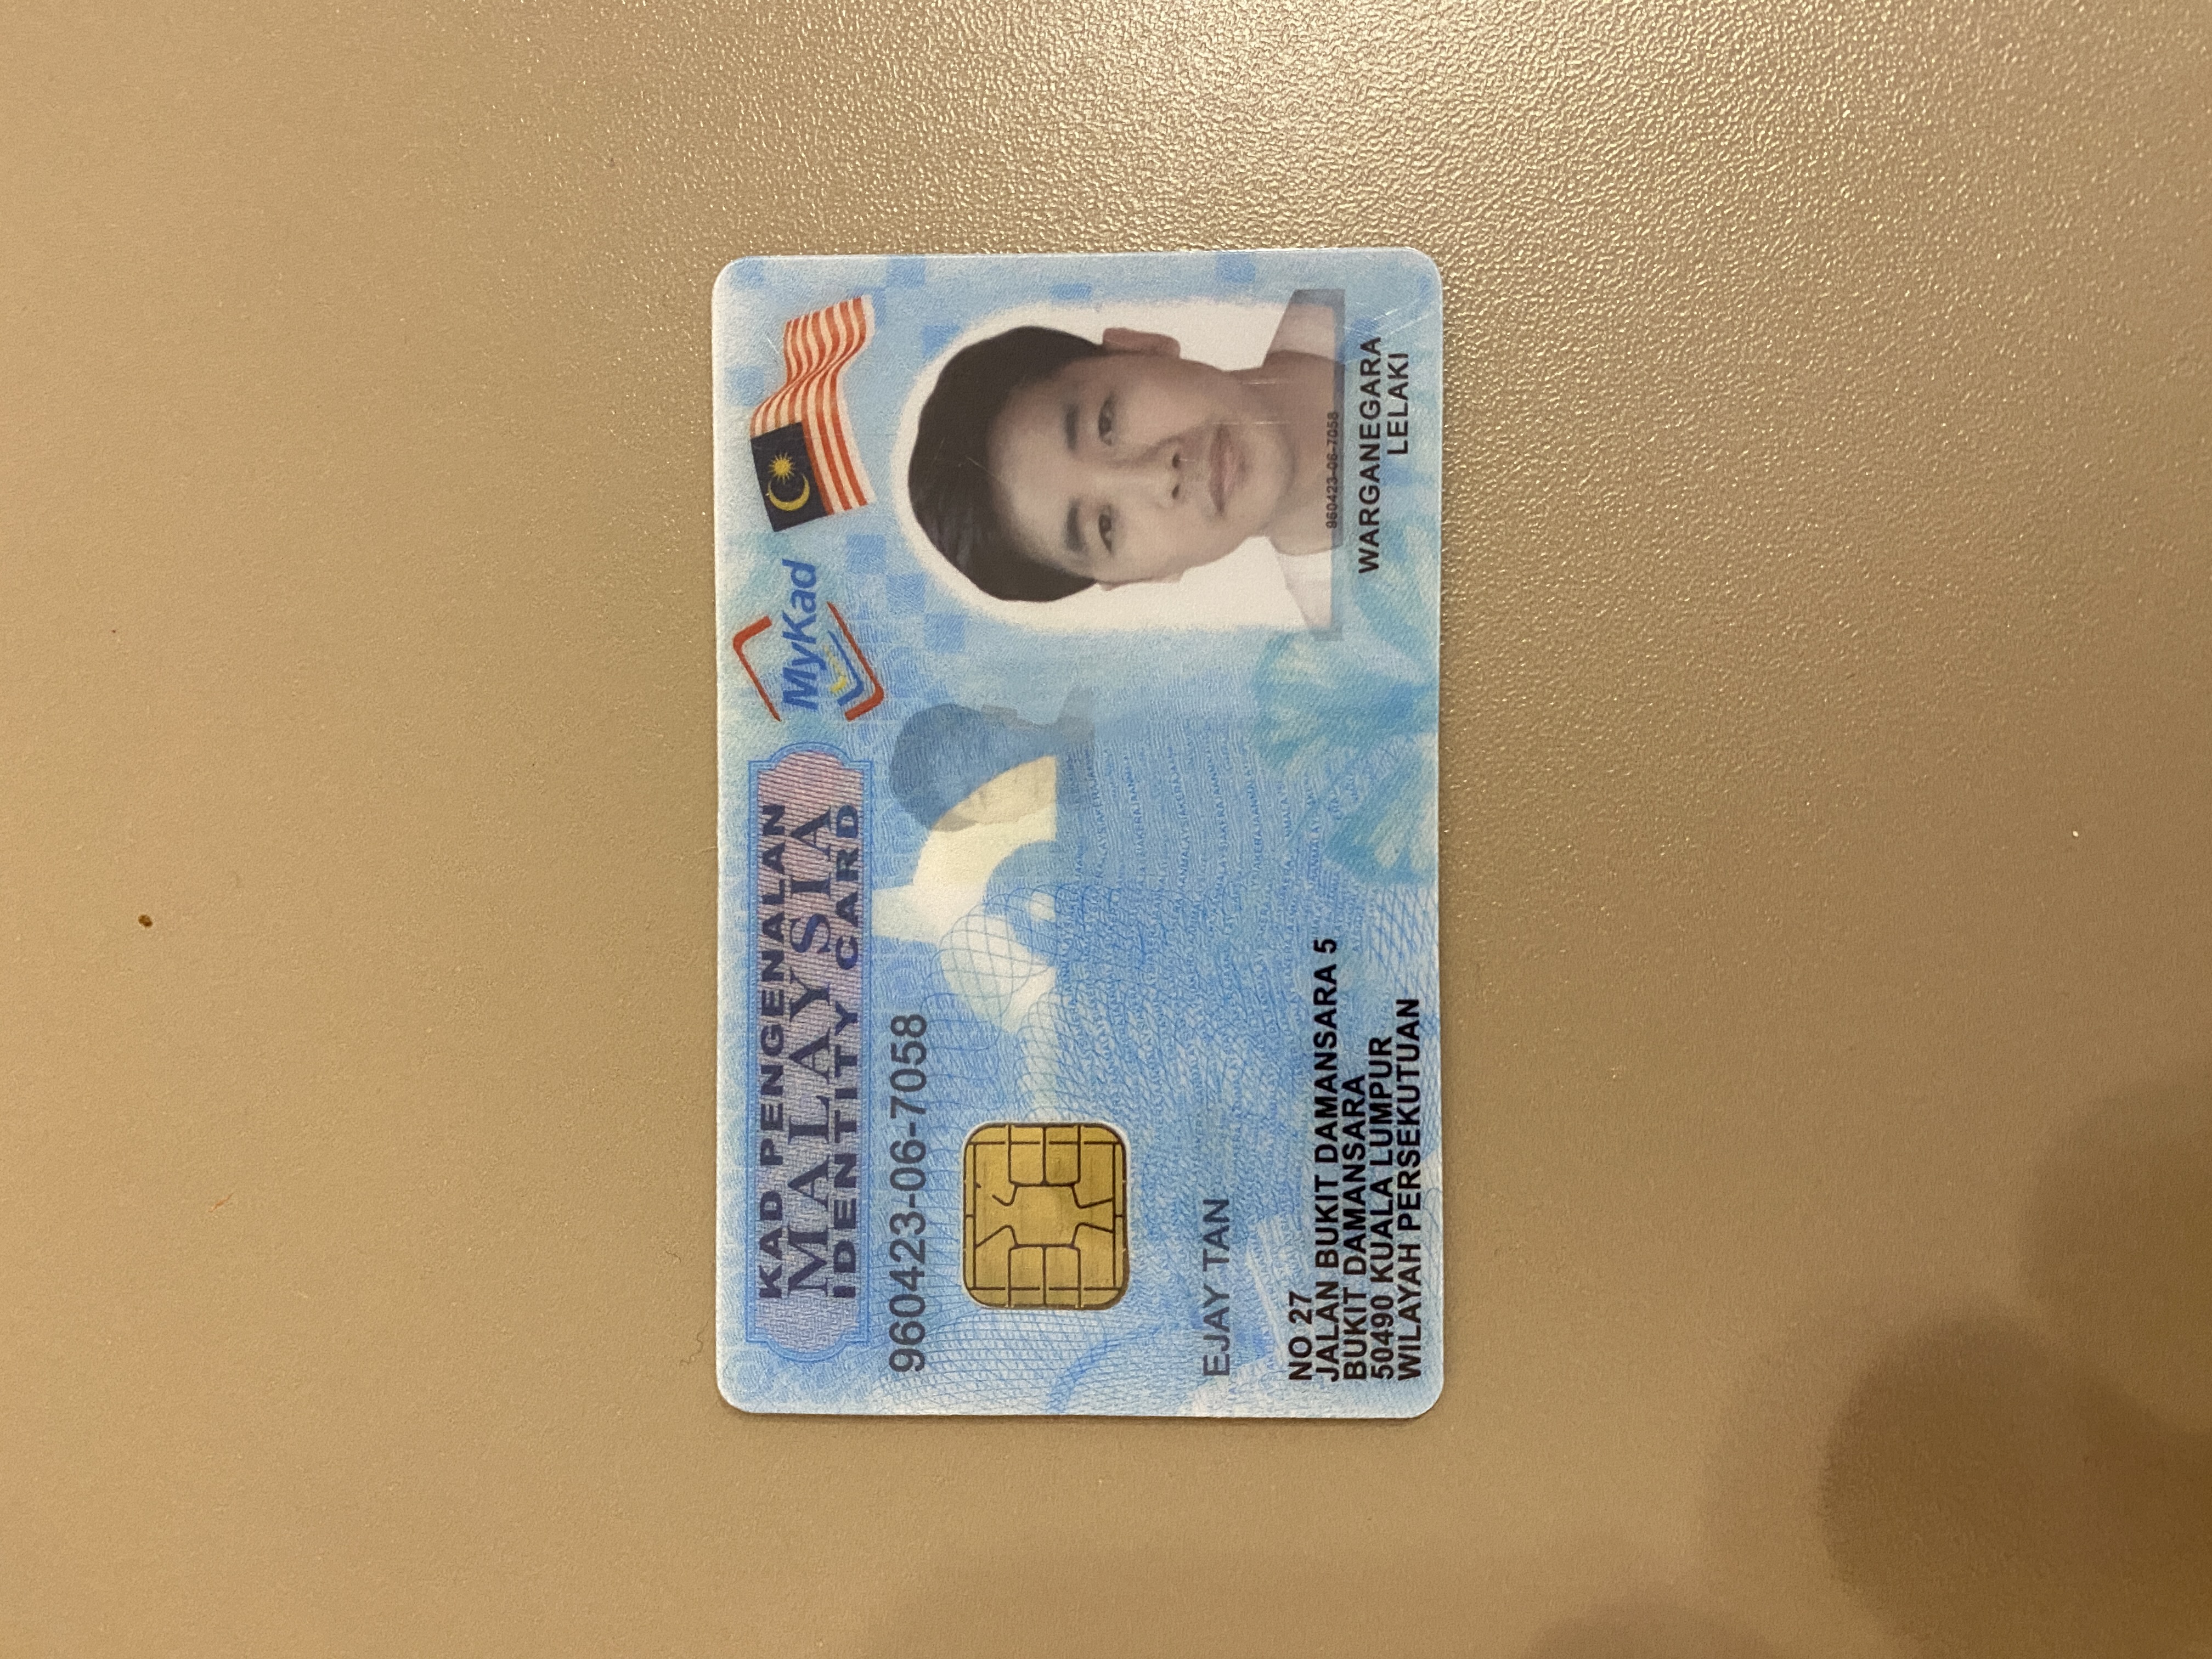 KAD PENGENALAN
MALAYSIA
IDENTITY CARD
MyKad
960423-06-7058
EJAY TAN
NO 27
JALAN BUKIT DAMANSARA 5
BUKIT DAMANSARA
50490 KUALA LUMPUR
WILAYAH PERSEKUTUAN
960423-06-7058
WARGANEGARA
LELAKI